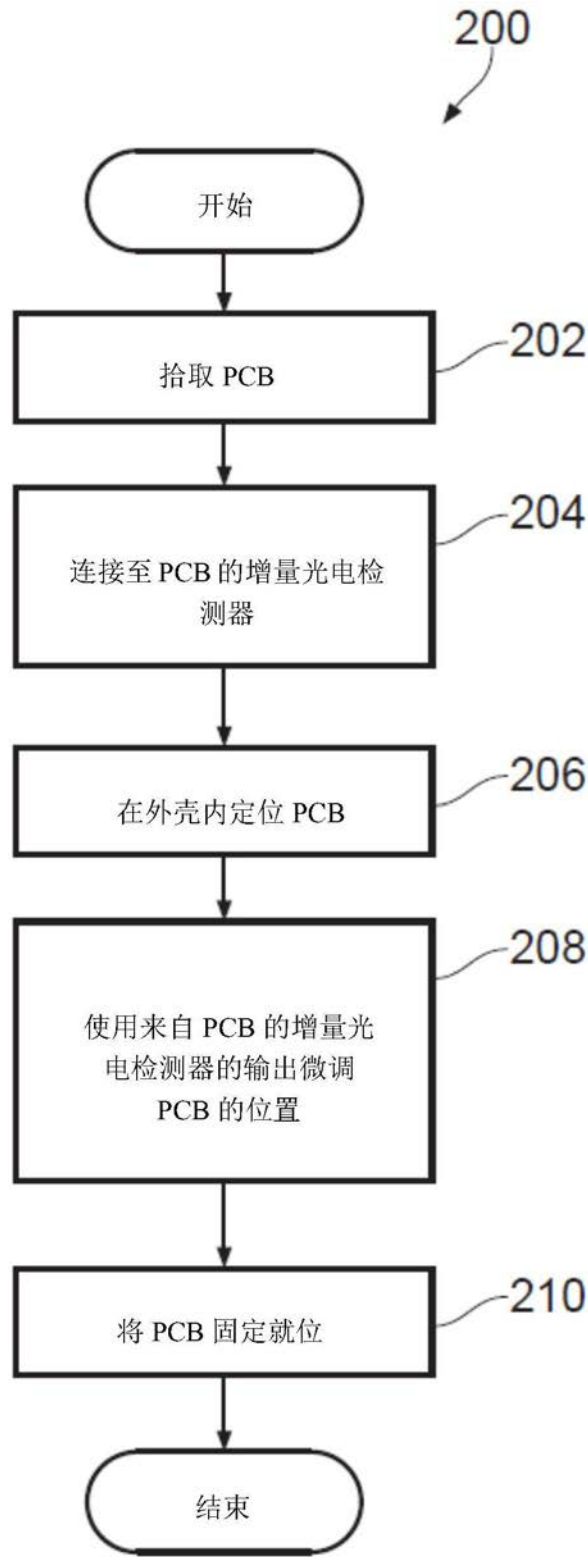 200
开始
202
拾取 PCB
204
连接至 PCB 的增量光电检
测器
206
在外壳内定位 PCB
208
使用来自 PCB 的增量光
电检测器的输出微调
PCB 的位置
210
将 PCB 固定就位
结束